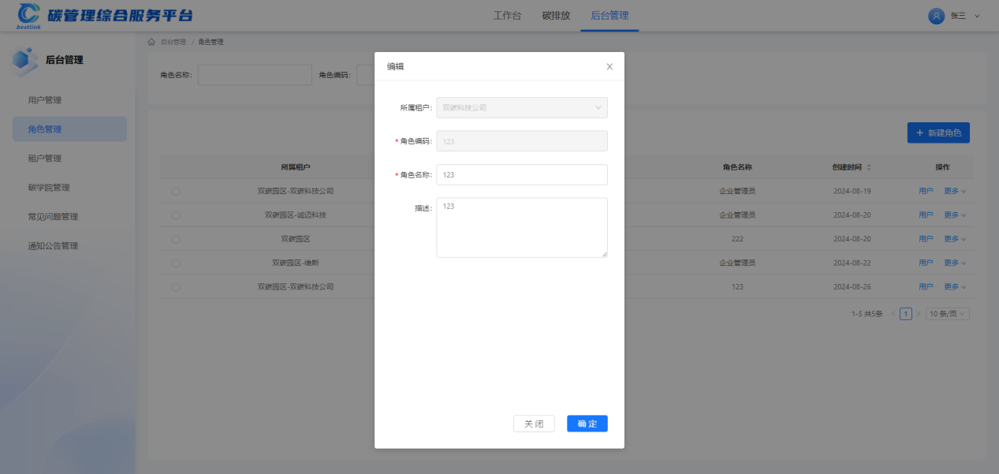 bestlink
碳管理综合服务平台
工作台 碳排放 后台管理
张三
后台管理
用户管理
角色管理
租户管理
碳学院管理
常见问题管理
通知公告管理
后台管理 / 角色管理
角色名称: 角色编码:
+ 新建角色
所属租户 角色名称 创建时间 操作
双碳园区-双碳科技公司 企业管理员 2024-08-19 用户 更多
双碳园区-诚迈科技 企业管理员 2024-08-20 用户 更多
双碳园区 222 2024-08-20 用户 更多
双碳园区-维斯 企业管理员 2024-08-22 用户 更多
双碳园区-双碳科技公司 123 2024-08-26 用户 更多
1-5 共5条 < 1 > 10 条/页
编辑
所属租户: 双碳科技公司
* 角色编码: 123
* 角色名称: 123
描述: 123
关 闭 确 定